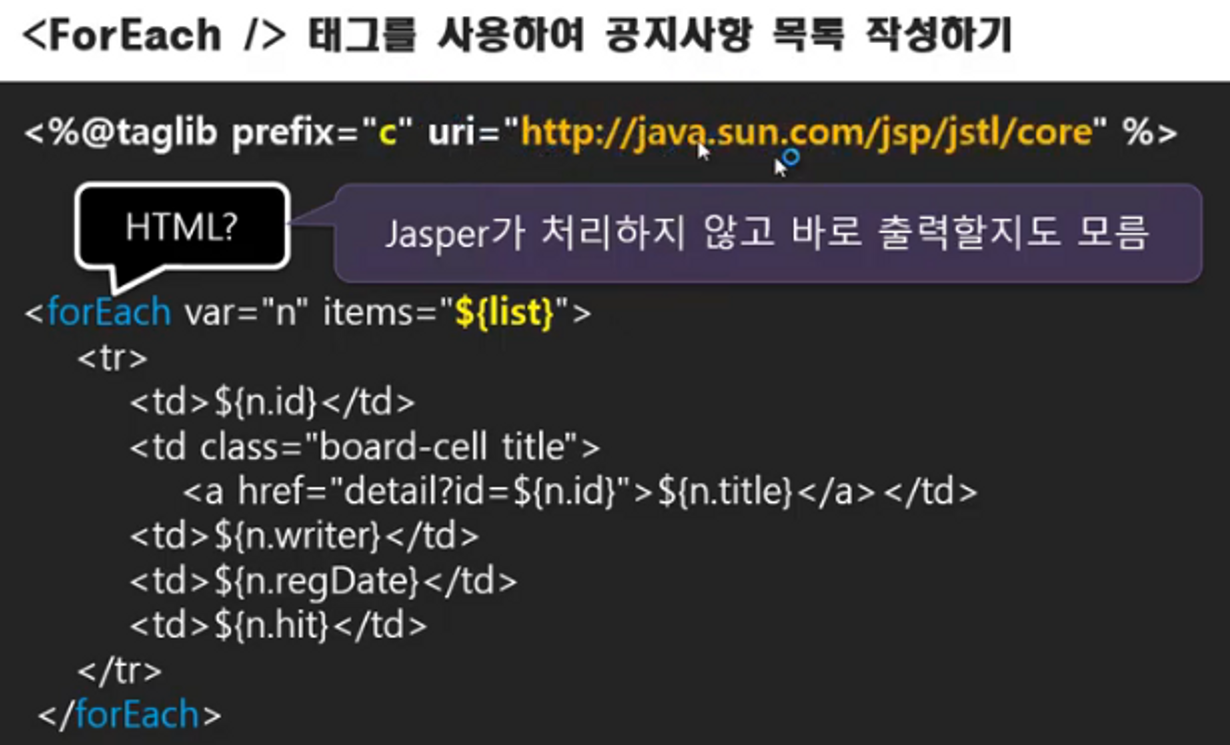 <ForEach /> 태그를 사용하여 공지사항 목톡 작성하기
<%@taglib prefix="c" uri="http://java.sun.com/jsp/jstl/core" %>
HTML?
Jasper가 처리하지 않고 바로 출력할지도 모름
<forEach var="n" items="${list}">
<tr>
<td>${n.id}</td>
<td class="board-cell title">
<a href="detail?id=${n.id}">${n.title}</a></td>
<td>${n.writer}</td>
<td>${n.regDate}</td>
<td>${n.hit}</td>
</tr>
</forEach>